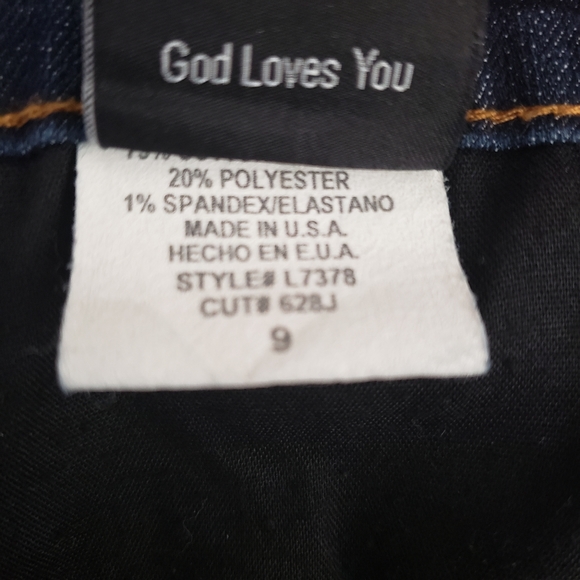 God Loves You
20% POLYESTER
1% SPANDEX/ELASTANO
MADE IN U.S.A.
HECHO EN E.U.A.
STYLE# L7378
CUT# 628J
9